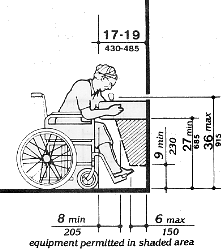 17-19
430-485
9 min
230
27 min
685
36 max
915
8 min
205
6 max
150
equipment permitted in shaded area